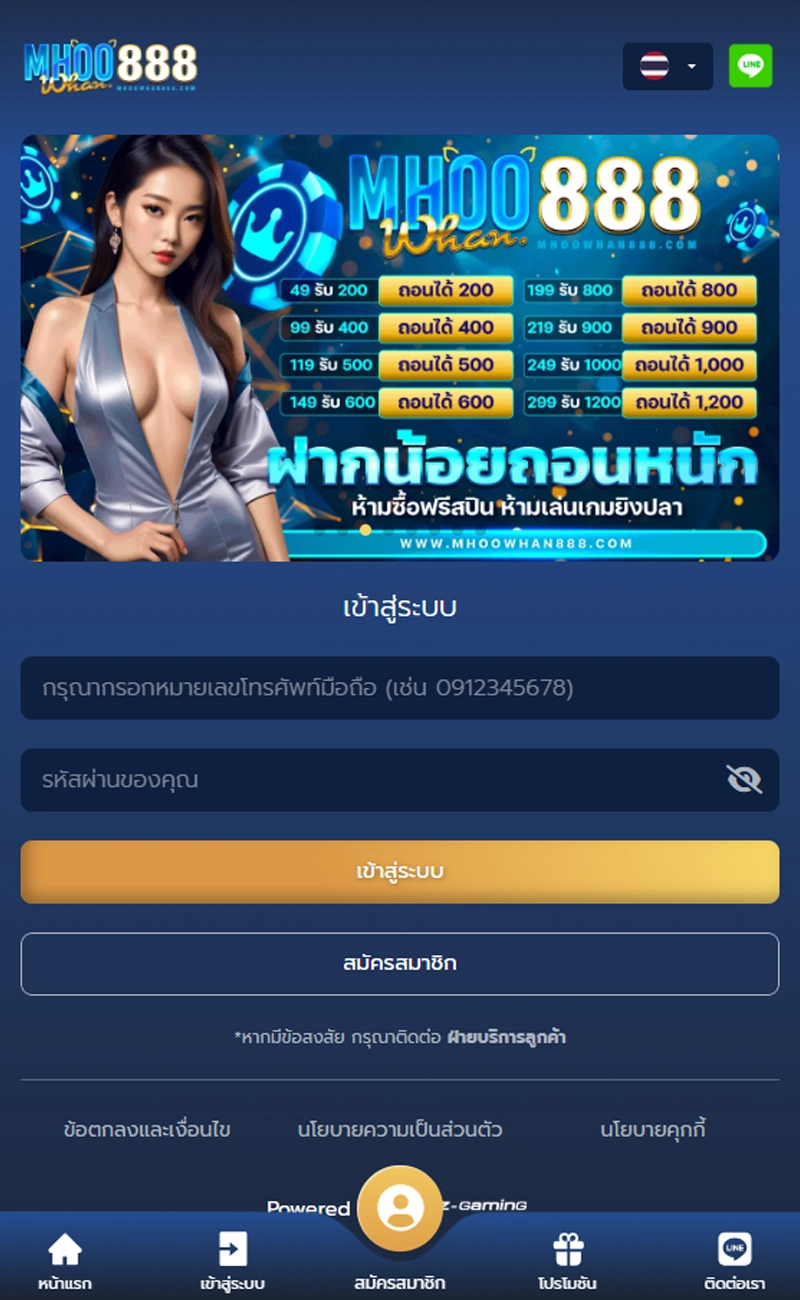 MHOO888
Whan.
MHOOWHAN888.COM
LINE
MHOO888
Whan.
MHOOWHAN888.COM
49 รับ 200 ถอนได้ 200 199 รับ 800 ถอนได้ 800
99 รับ 400 ถอนได้ 400 219 รับ 900 ถอนได้ 900
119 รับ 500 ถอนได้ 500 249 รับ 1000 ถอนได้ 1,000
149 รับ 600 ถอนได้ 600 299 รับ 1200 ถอนได้ 1,200
ฝากน้อยถอนหนัก
ห้ามซื้อฟรีสปิน ห้ามเล่นเกมยิงปลา
WWW.MHOOWHAN888.COM
เข้าสู่ระบบ
กรุณากรอกหมายเลขโทรศัพท์มือถือ (เช่น 0912345678)
รหัสผ่านของคุณ
เข้าสู่ระบบ
สมัครสมาชิก
*หากมีข้อสงสัย กรุณาติดต่อ ฝ่ายบริการลูกค้า
ข้อตกลงและเงื่อนไข นโยบายความเป็นส่วนตัว นโยบายคุกกี้
Powered Z-GAMING
LINE
หน้าแรก เข้าสู่ระบบ สมัครสมาชิก โปรโมชัน ติดต่อเรา